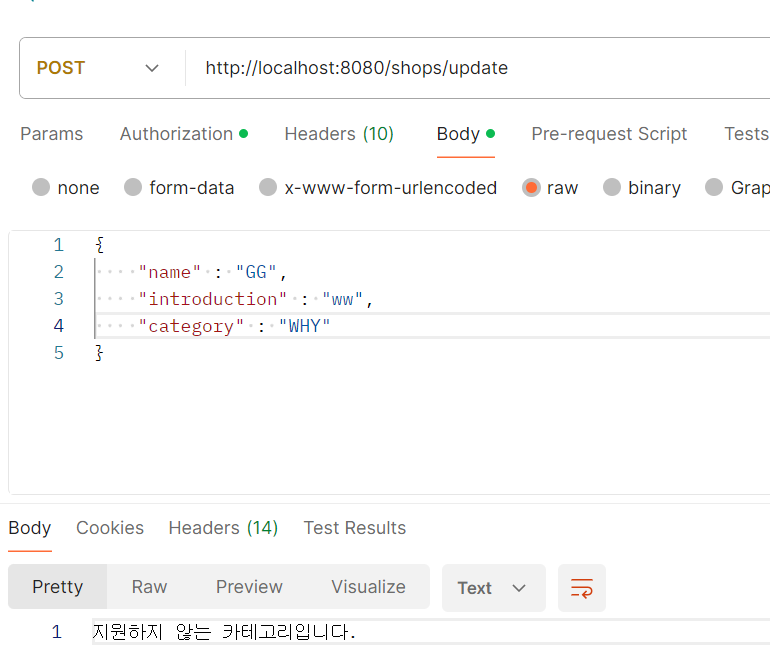 POST http://localhost:8080/shops/update
Params Authorization Headers (10) Body Pre-request Script Tests
none form-data x-www-form-urlencoded raw binary Grap
1 {
2 "name" : "GG",
3 "introduction" : "ww",
4 "category" : "WHY"
5 }
Body Cookies Headers (14) Test Results
Pretty Raw Preview Visualize Text
1 지원하지 않는 카테고리입니다.